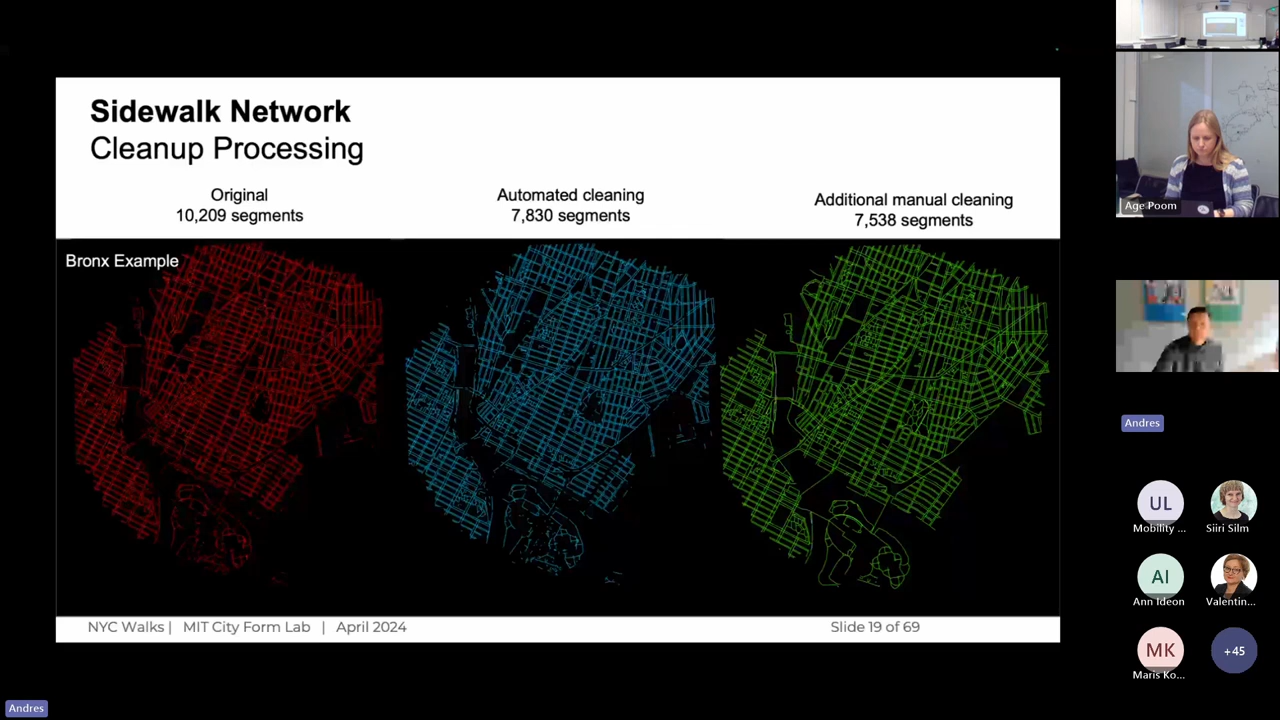 Sidewalk Network
Cleanup Processing
Original
10,209 segments
Automated cleaning
7,830 segments
Additional manual cleaning
7,538 segments
Bronx Example
NYC Walks | MIT City Form Lab | April 2024
Slide 19 of 69
Age Poom
Andres
UL
Mobility ...
Siiri Silm
AI
Ann Ideon
Valentin...
MK
Maris Ko...
+45
Andres